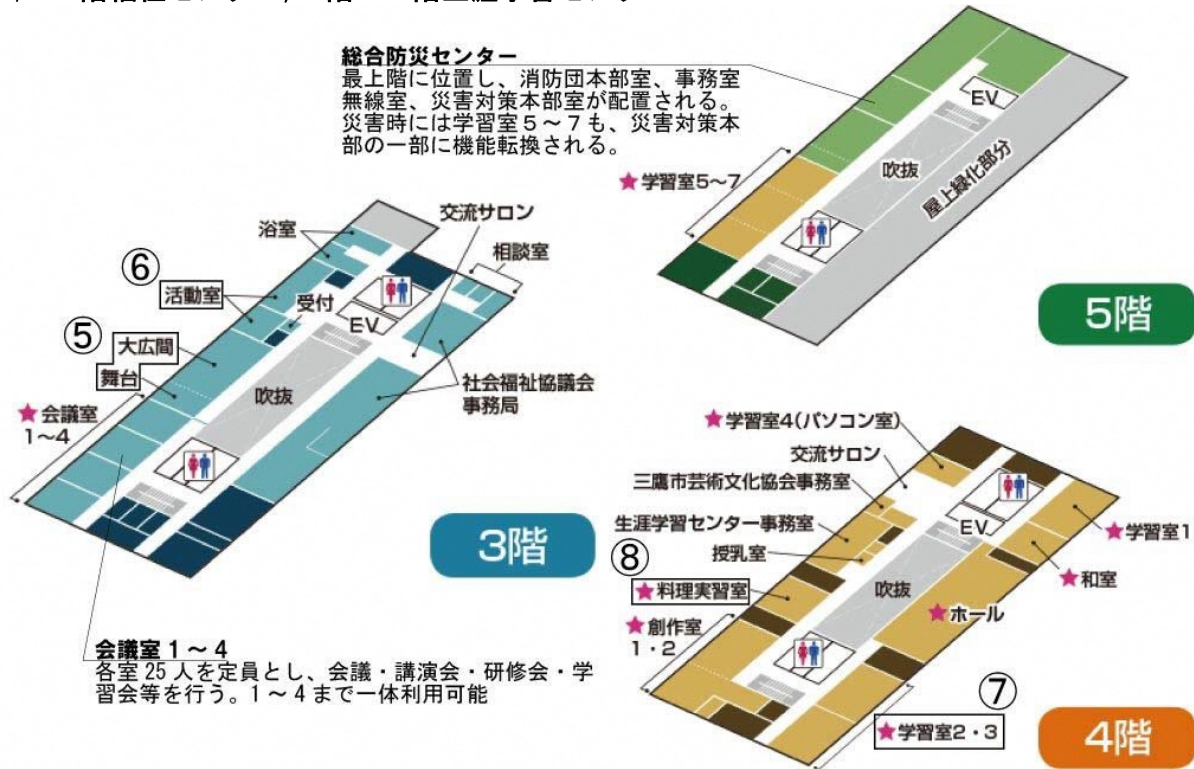 総合防災センター
最上階に位置し、消防団本部室、事務室
無線室、災害対策本部室が配置される。
災害時には学習室5～7も、災害対策本
部の一部に機能転換される。
EV
吹抜
屋上緑化部分
★学習室5～7
5階
交流サロン
浴室
相談室
⑥
活動室
受付
EV
⑤
大広間
舞台
吹抜
社会福祉協議会
事務局
★会議室
1～4
3階
会議室1～4
各室25人を定員とし、会議・講演会・研修会・学
習会等を行う。1～4まで一体利用可能
★学習室4(パソコン室)
交流サロン
三鷹市芸術文化協会事務室
生涯学習センター事務室
授乳室
EV
★学習室1
★和室
⑧
★料理実習室
吹抜
★ホール
★創作室
1・2
⑦
★学習室2・3
4階